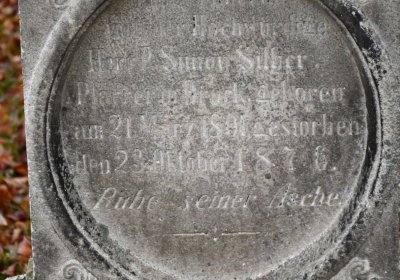 Hochwürdige
Herr P. Simon Silber.
Pfarrer in Bruck, geboren
am 21. März 1801, gestorben
den 23. Oktober 1876.
Ruhe seiner Asche!